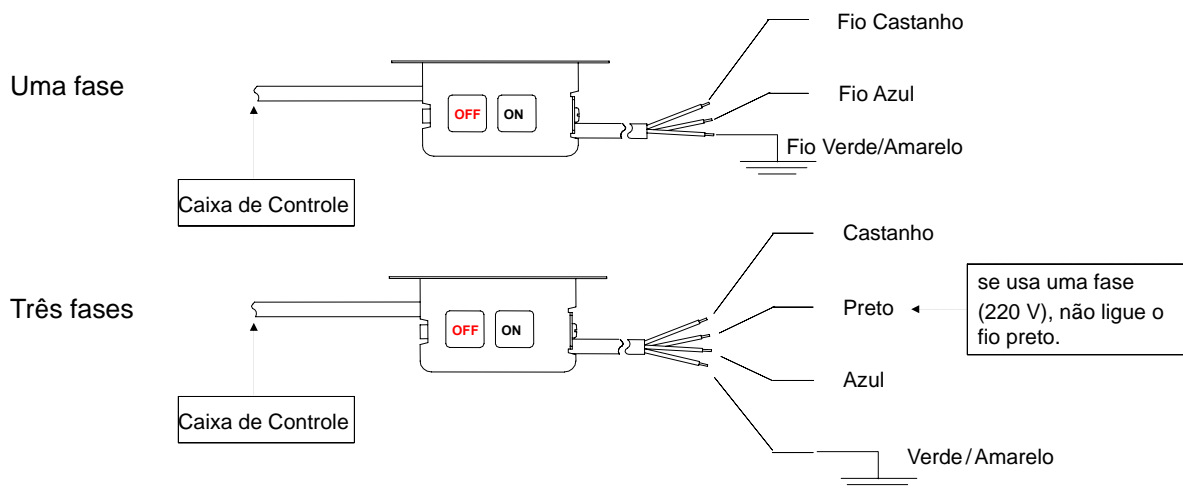 Uma fase
OFF
ON
Fio Castanho
Fio Azul
Fio Verde/Amarelo
Caixa de Controle
Três fases
OFF
ON
Castanho
Preto
se usa uma fase
(220 V), não ligue o
fio preto.
Azul
Caixa de Controle
Verde/Amarelo